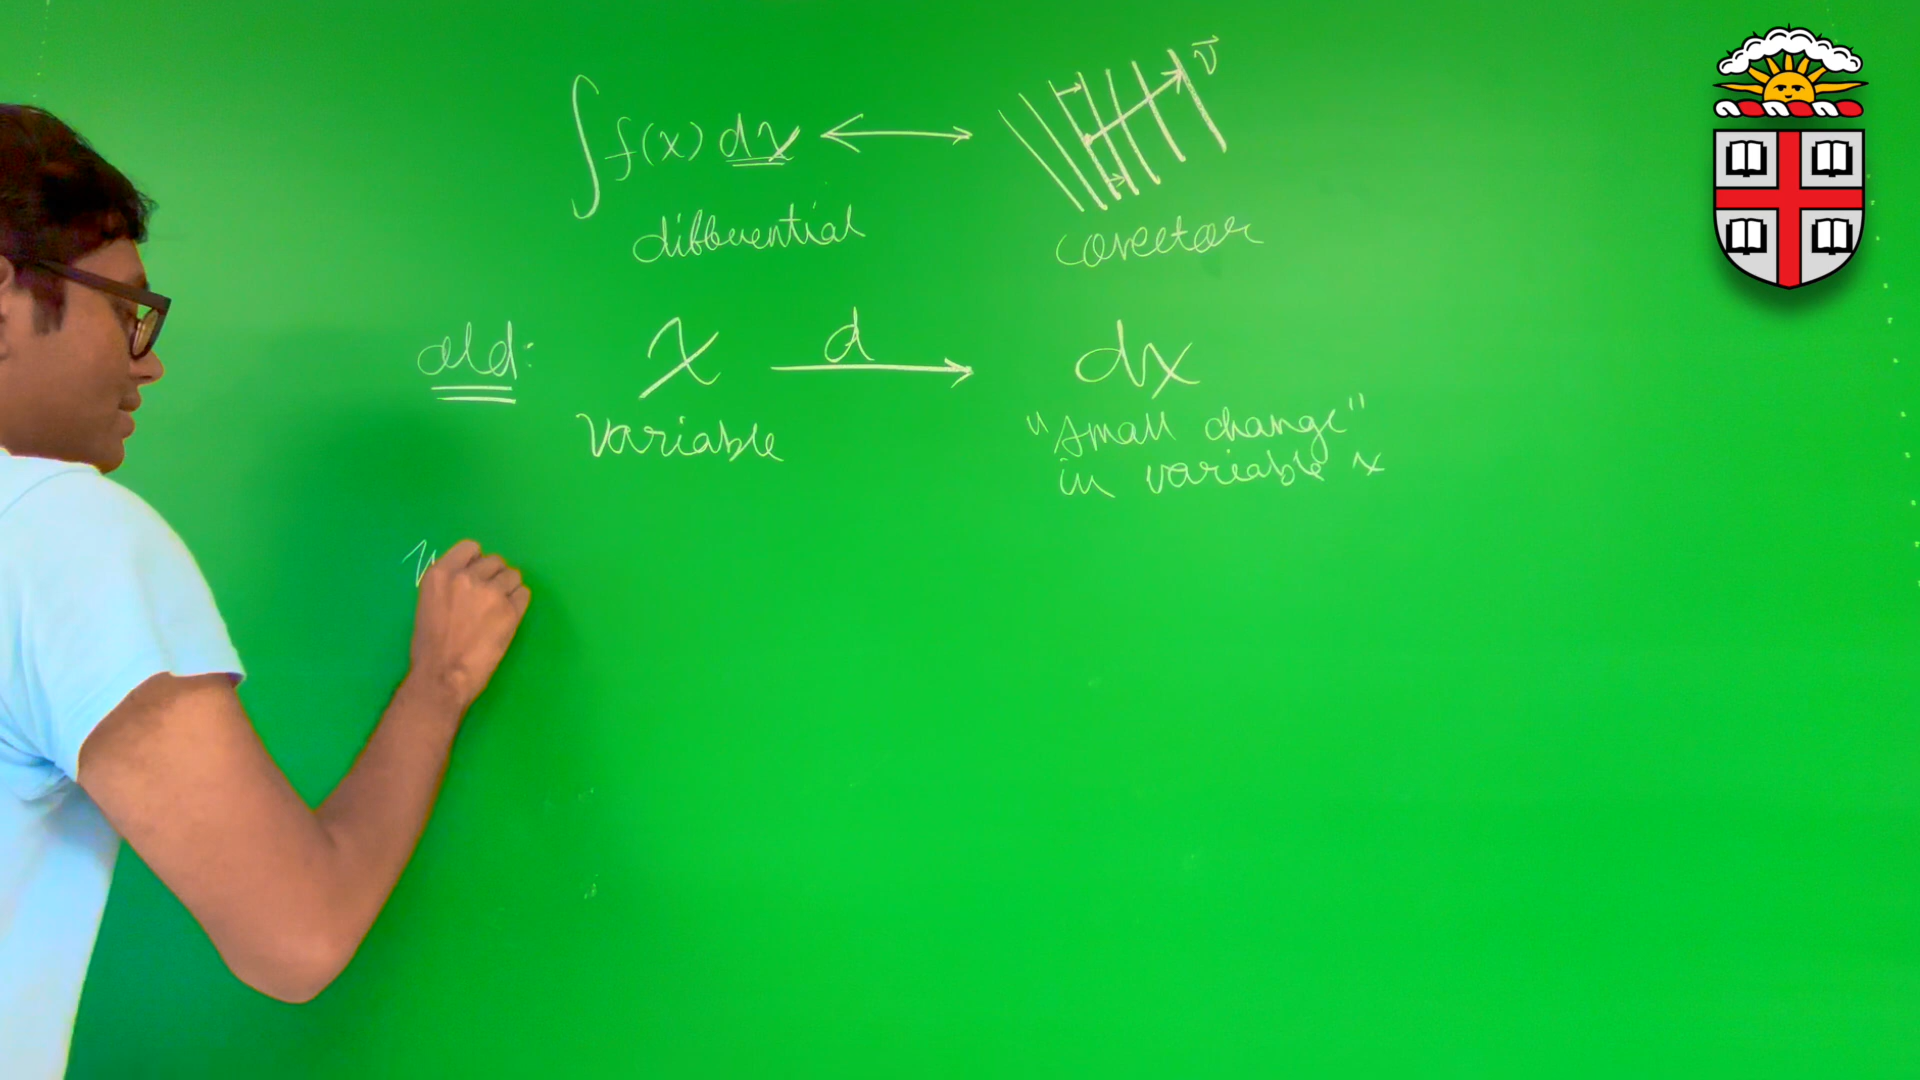 ∫ f(x) dx ⟷ v⃗
differential covector
old: x d→ dx
variable "small change"
in variable x
n